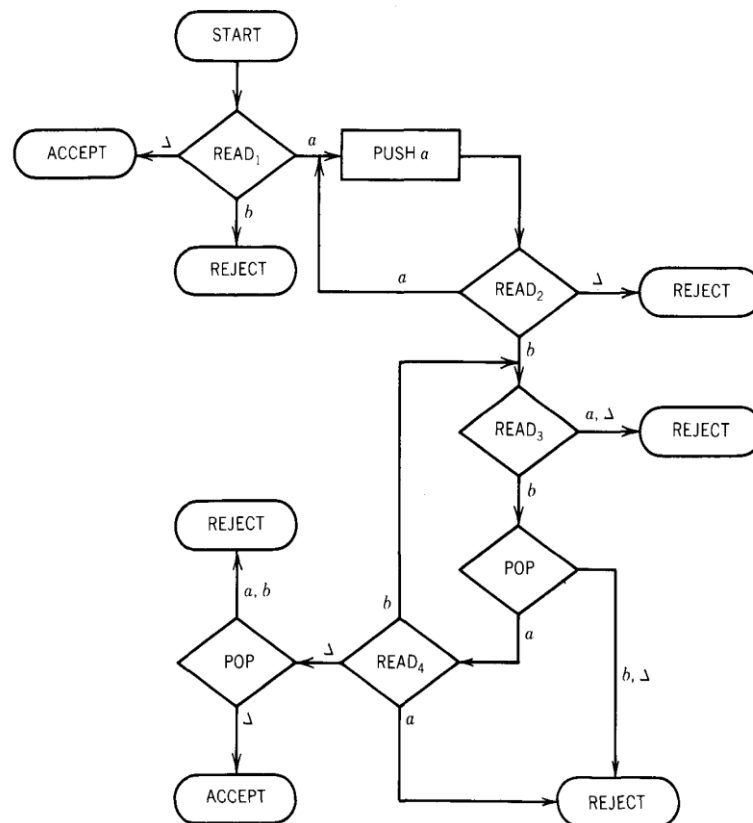 START
ACCEPT
Δ
READ1
a
PUSH a
b
REJECT
a
READ2
Δ
REJECT
b
READ3
a, Δ
REJECT
b
REJECT
POP
a, b
b
a
POP
Δ
READ4
b, Δ
Δ
a
ACCEPT
REJECT